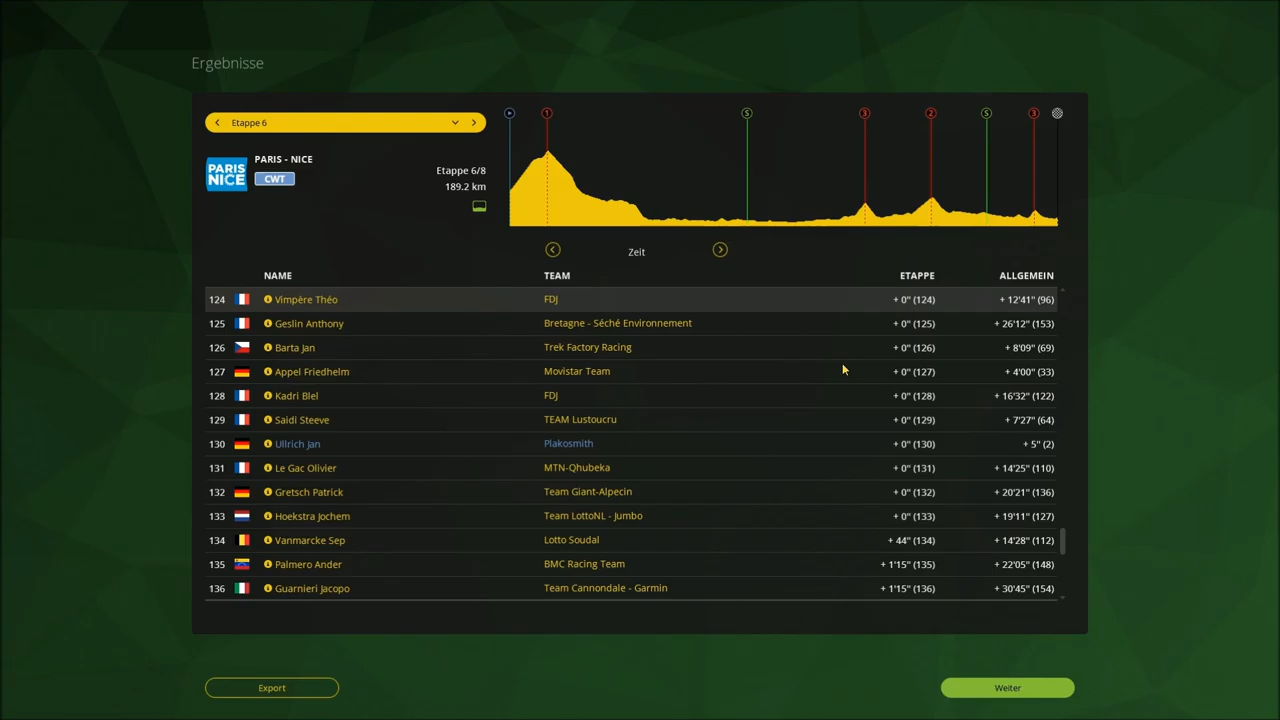 Ergebnisse
Etappe 6
1 S 3 2 S 3
PARIS NICE
PARIS - NICE
CWT
Etappe 6/8
189.2 km
Zeit
NAME TEAM ETAPPE ALLGEMEIN
124 Vimpère Théo FDJ + 0" (124) + 12'41" (96)
125 Geslin Anthony Bretagne - Séché Environnement + 0" (125) + 26'12" (153)
126 Barta Jan Trek Factory Racing + 0" (126) + 8'09" (69)
127 Appel Friedhelm Movistar Team + 0" (127) + 4'00" (33)
128 Kadri Blel FDJ + 0" (128) + 16'32" (122)
129 Saidi Steeve TEAM Lustoucru + 0" (129) + 7'27" (64)
130 Ullrich Jan Plakosmith + 0" (130) + 5" (2)
131 Le Gac Olivier MTN-Qhubeka + 0" (131) + 14'25" (110)
132 Gretsch Patrick Team Giant-Alpecin + 0" (132) + 20'21" (136)
133 Hoekstra Jochem Team LottoNL - Jumbo + 0" (133) + 19'11" (127)
134 Vanmarcke Sep Lotto Soudal + 44" (134) + 14'28" (112)
135 Palmero Ander BMC Racing Team + 1'15" (135) + 22'05" (148)
136 Guarnieri Jacopo Team Cannondale - Garmin + 1'15" (136) + 30'45" (154)
Export
Weiter